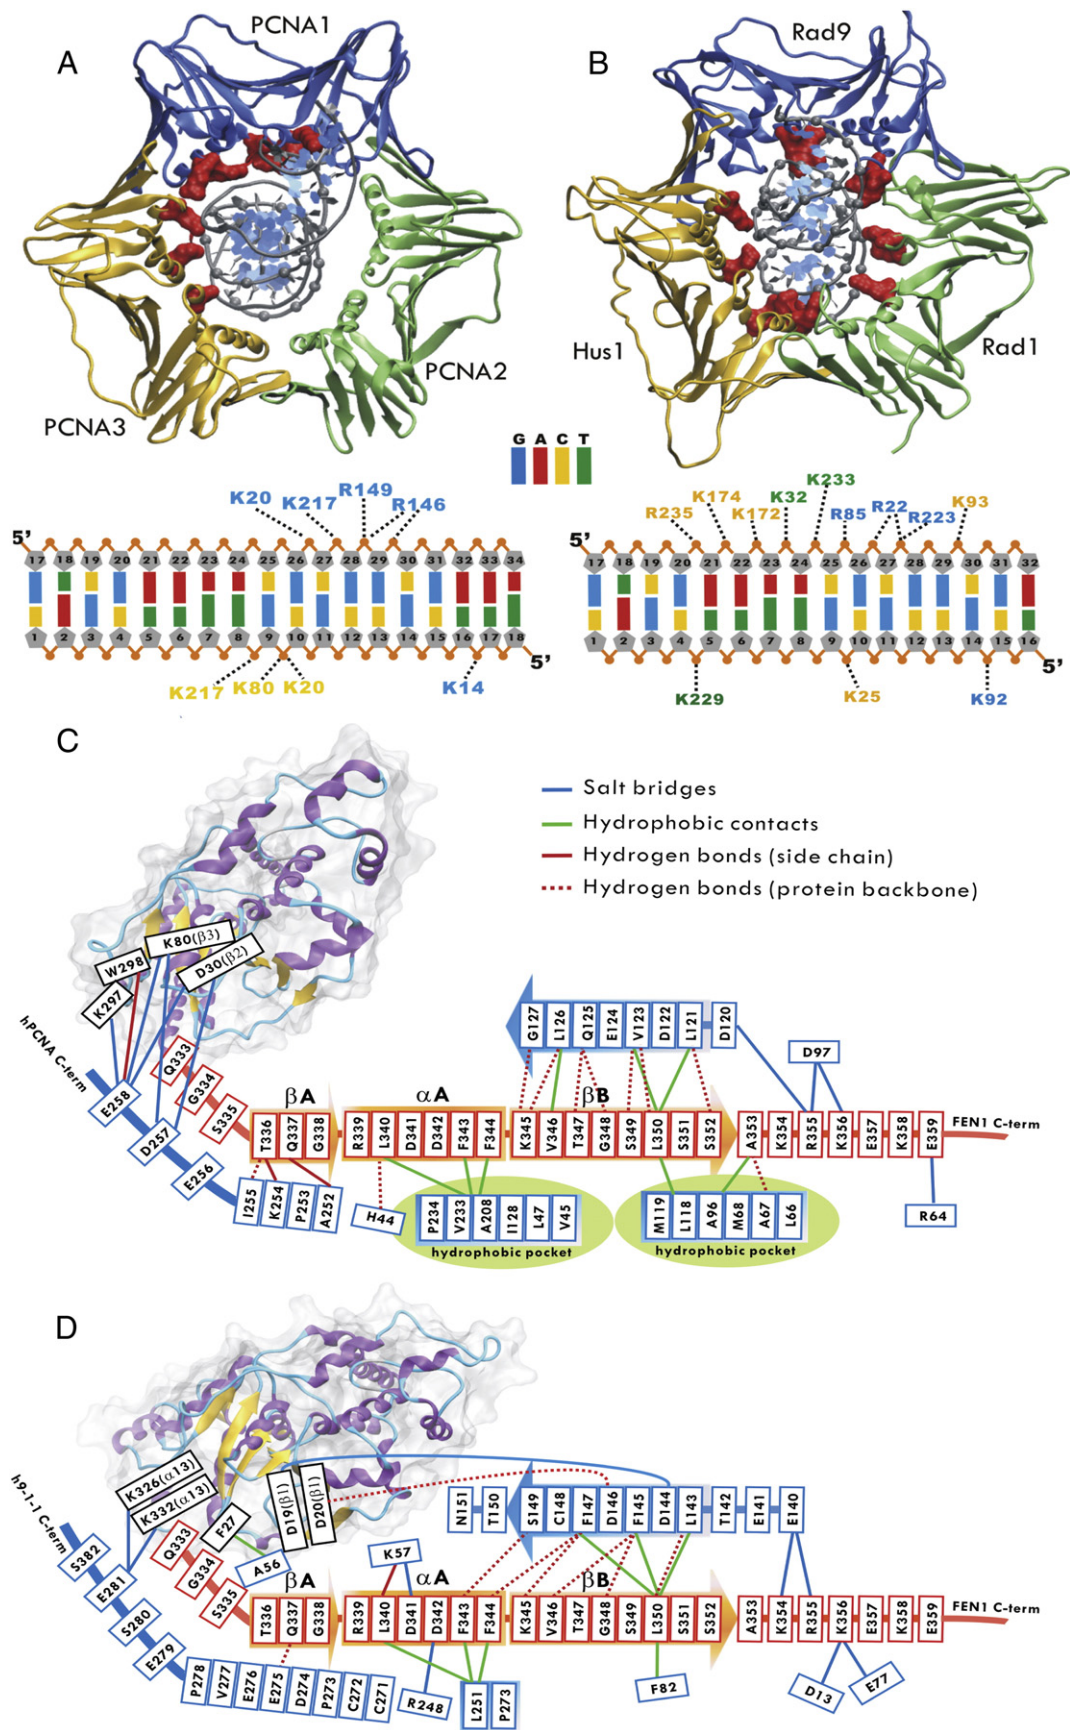 A
PCNA1
PCNA2
PCNA3
B
Rad9
Hus1
Rad1
G A C T
K20 K217 R149 R146
5'
17 18 19 20 21 22 23 24 25 26 27 28 29 30 31 32 33 34
1 2 3 4 5 6 7 8 9 10 11 12 13 14 15 16 17 18
5'
K217 K80 K20 K14
R235 K174 K172 K32 K233 R85 R22 R223 K93
5'
17 18 19 20 21 22 23 24 25 26 27 28 29 30 31 32
1 2 3 4 5 6 7 8 9 10 11 12 13 14 15 16
5'
K229 K25 K92
C
Salt bridges
Hydrophobic contacts
Hydrogen bonds (side chain)
Hydrogen bonds (protein backbone)
K80(β3)
W298
D30(β2)
K297
hPCNA C-term
E258
D257
E256
I255 K254 P253 A252
Q333
G334
S335
βA
αA
βB
G127 L126 Q125 E124 V123 D122 L121 D120
D97
T336 Q337 G338 R339 L340 D341 D342 F343 F344 K345 V346 T347 G348 S349 L350 S351 S352 A353 K354 R355 K356 E357 K358 E359
FEN1 C-term
H44
P234 V233 A208 I128 L47 V45
hydrophobic pocket
M119 L118 A96 M68 A67 L66
hydrophobic pocket
R64
D
K326(α13)
K332(α13)
F27
D19(β1)
D20(β1)
A56
h9-1-1 C-term
S382
E281
S280
E279
P278 V277 E276 E275 D274 P273 C272 C271
Q333
G334
S335
βA
αA
βB
K57
N151 T150 S149 C148 F147 D146 F145 D144 L143 T142 E141 E140
T336 Q337 G338 R339 L340 D341 D342 F343 F344 K345 V346 T347 G348 S349 L350 S351 S352 A353 K354 R355 K356 E357 K358 E359
FEN1 C-term
R248
L251 P273
F82
D13
E77